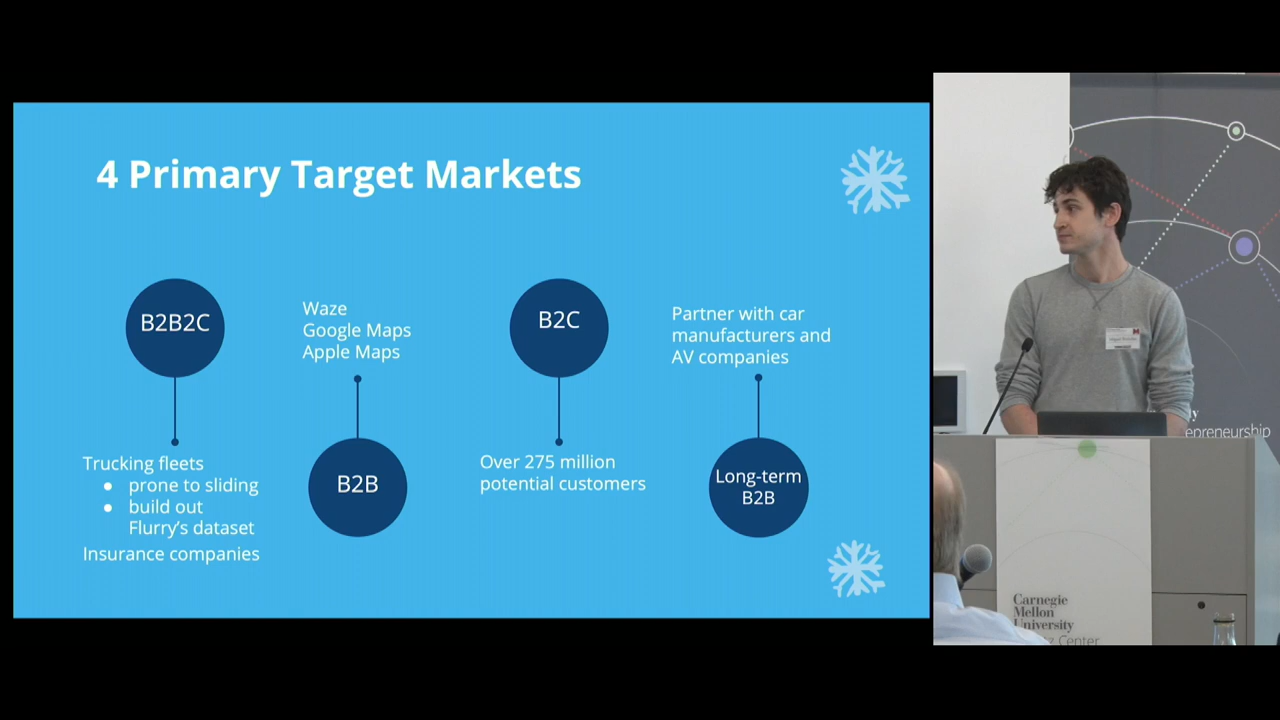 4 Primary Target Markets
B2B2C
Trucking fleets
● prone to sliding
● build out
Flurry's dataset
Insurance companies
Waze
Google Maps
Apple Maps
B2B
B2C
Over 275 million
potential customers
Partner with car
manufacturers and
AV companies
Long-term
B2B
epreneurship
Carnegie
Mellon
University
Center